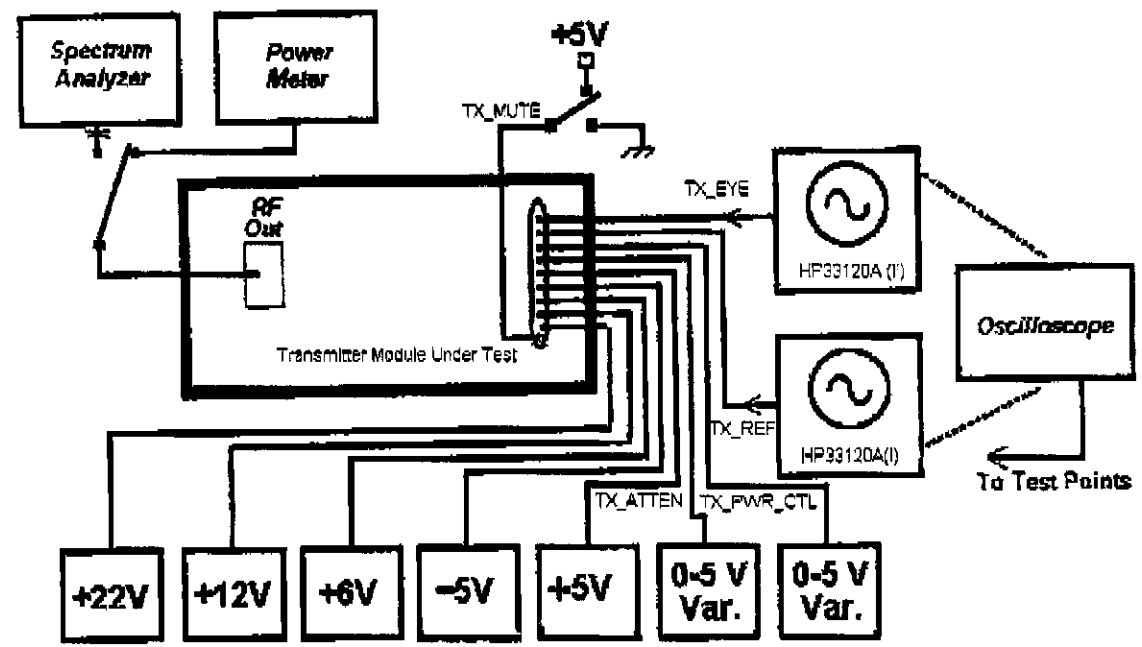 Spectrum
Analyzer
Power
Meter
+5V
TX_MUTE
RF
Out
TX_EYE
HP33120A (II)
Oscilloscope
Transmitter Module Under Test
TX_REF
HP33120A(I)
To Test Points
TX_ATTEN
TX_PWR_CTL
+22V
+12V
+6V
-5V
+5V
0-5 V
Var.
0-5 V
Var.